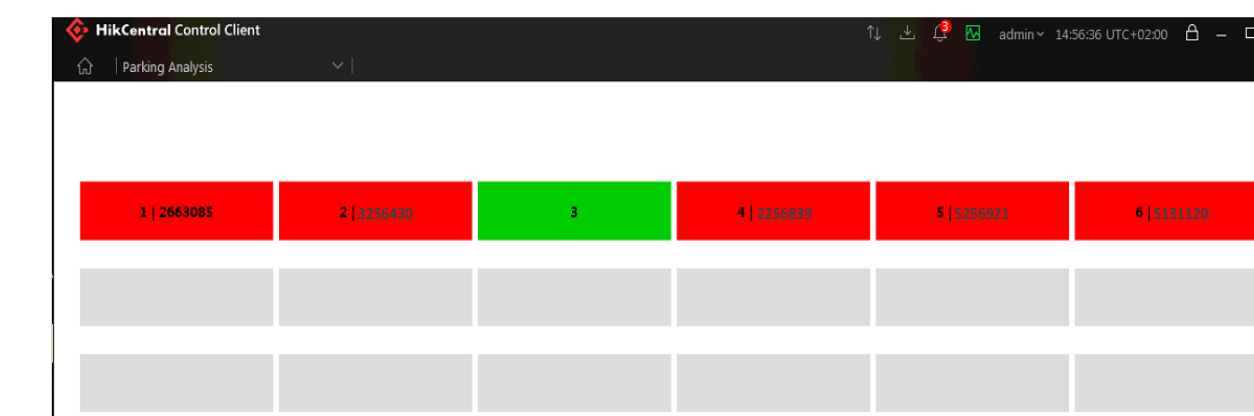 HikCentral Control Client
3
admin 14:56:36 UTC+02:00
Parking Analysis
1 | 2663085
2 | 3256430
3
4 | 2256839
5 | 5256921
6 | 5131120